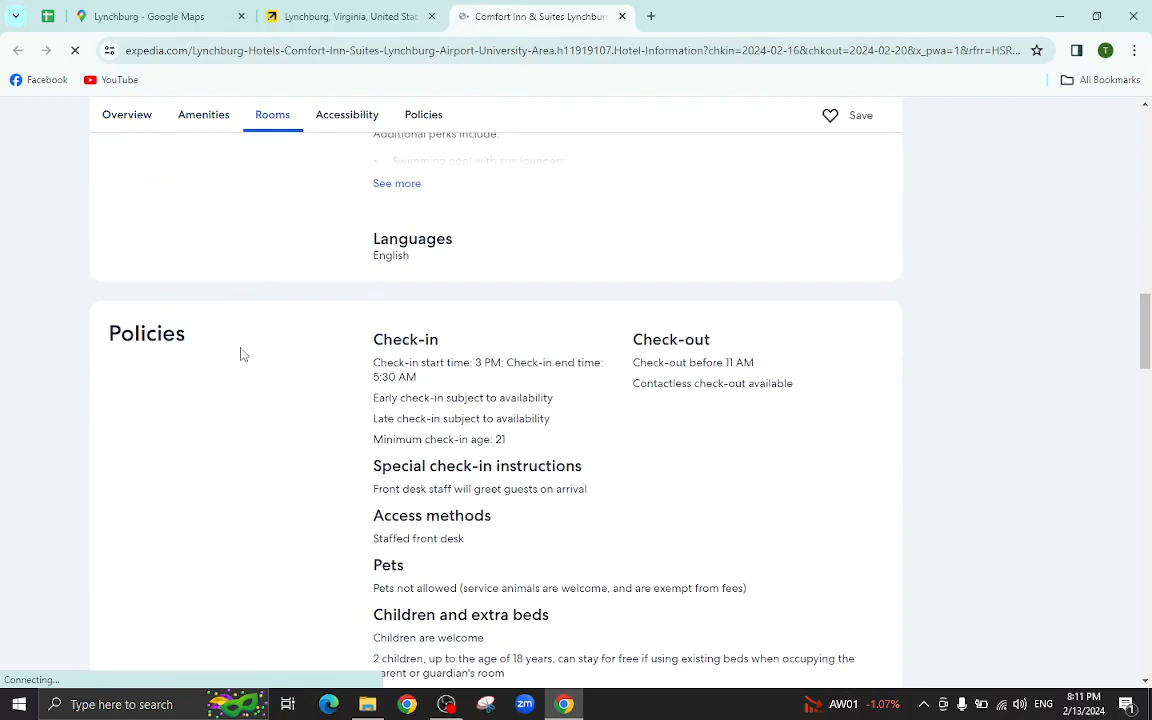 Lynchburg - Google Maps
Lynchburg, Virginia, United Stat
Comfort Inn & Suites Lynchbur
expedia.com/Lynchburg-Hotels-Comfort-Inn-Suites-Lynchburg-Airport-University-Area.h11919107.Hotel-Information?chkin=2024-02-16&chkout=2024-02-20&x_pwa=1&rfrr=HSR...
T
Facebook
YouTube
All Bookmarks
Overview
Amenities
Rooms
Accessibility
Policies
Save
Additional perks include:
• Swimming pool with sun loungers
See more
Languages
English
Policies
Check-in
Check-in start time: 3 PM; Check-in end time:
5:30 AM
Early check-in subject to availability
Late check-in subject to availability
Minimum check-in age: 21
Check-out
Check-out before 11 AM
Contactless check-out available
Special check-in instructions
Front desk staff will greet guests on arrival
Access methods
Staffed front desk
Pets
Pets not allowed (service animals are welcome, and are exempt from fees)
Children and extra beds
Children are welcome
2 children, up to the age of 18 years, can stay for free if using existing beds when occupying the
parent or guardian's room
Connecting...
Type here to search
zm
AW01 -1.07%
ENG
8:11 PM
2/13/2024
1